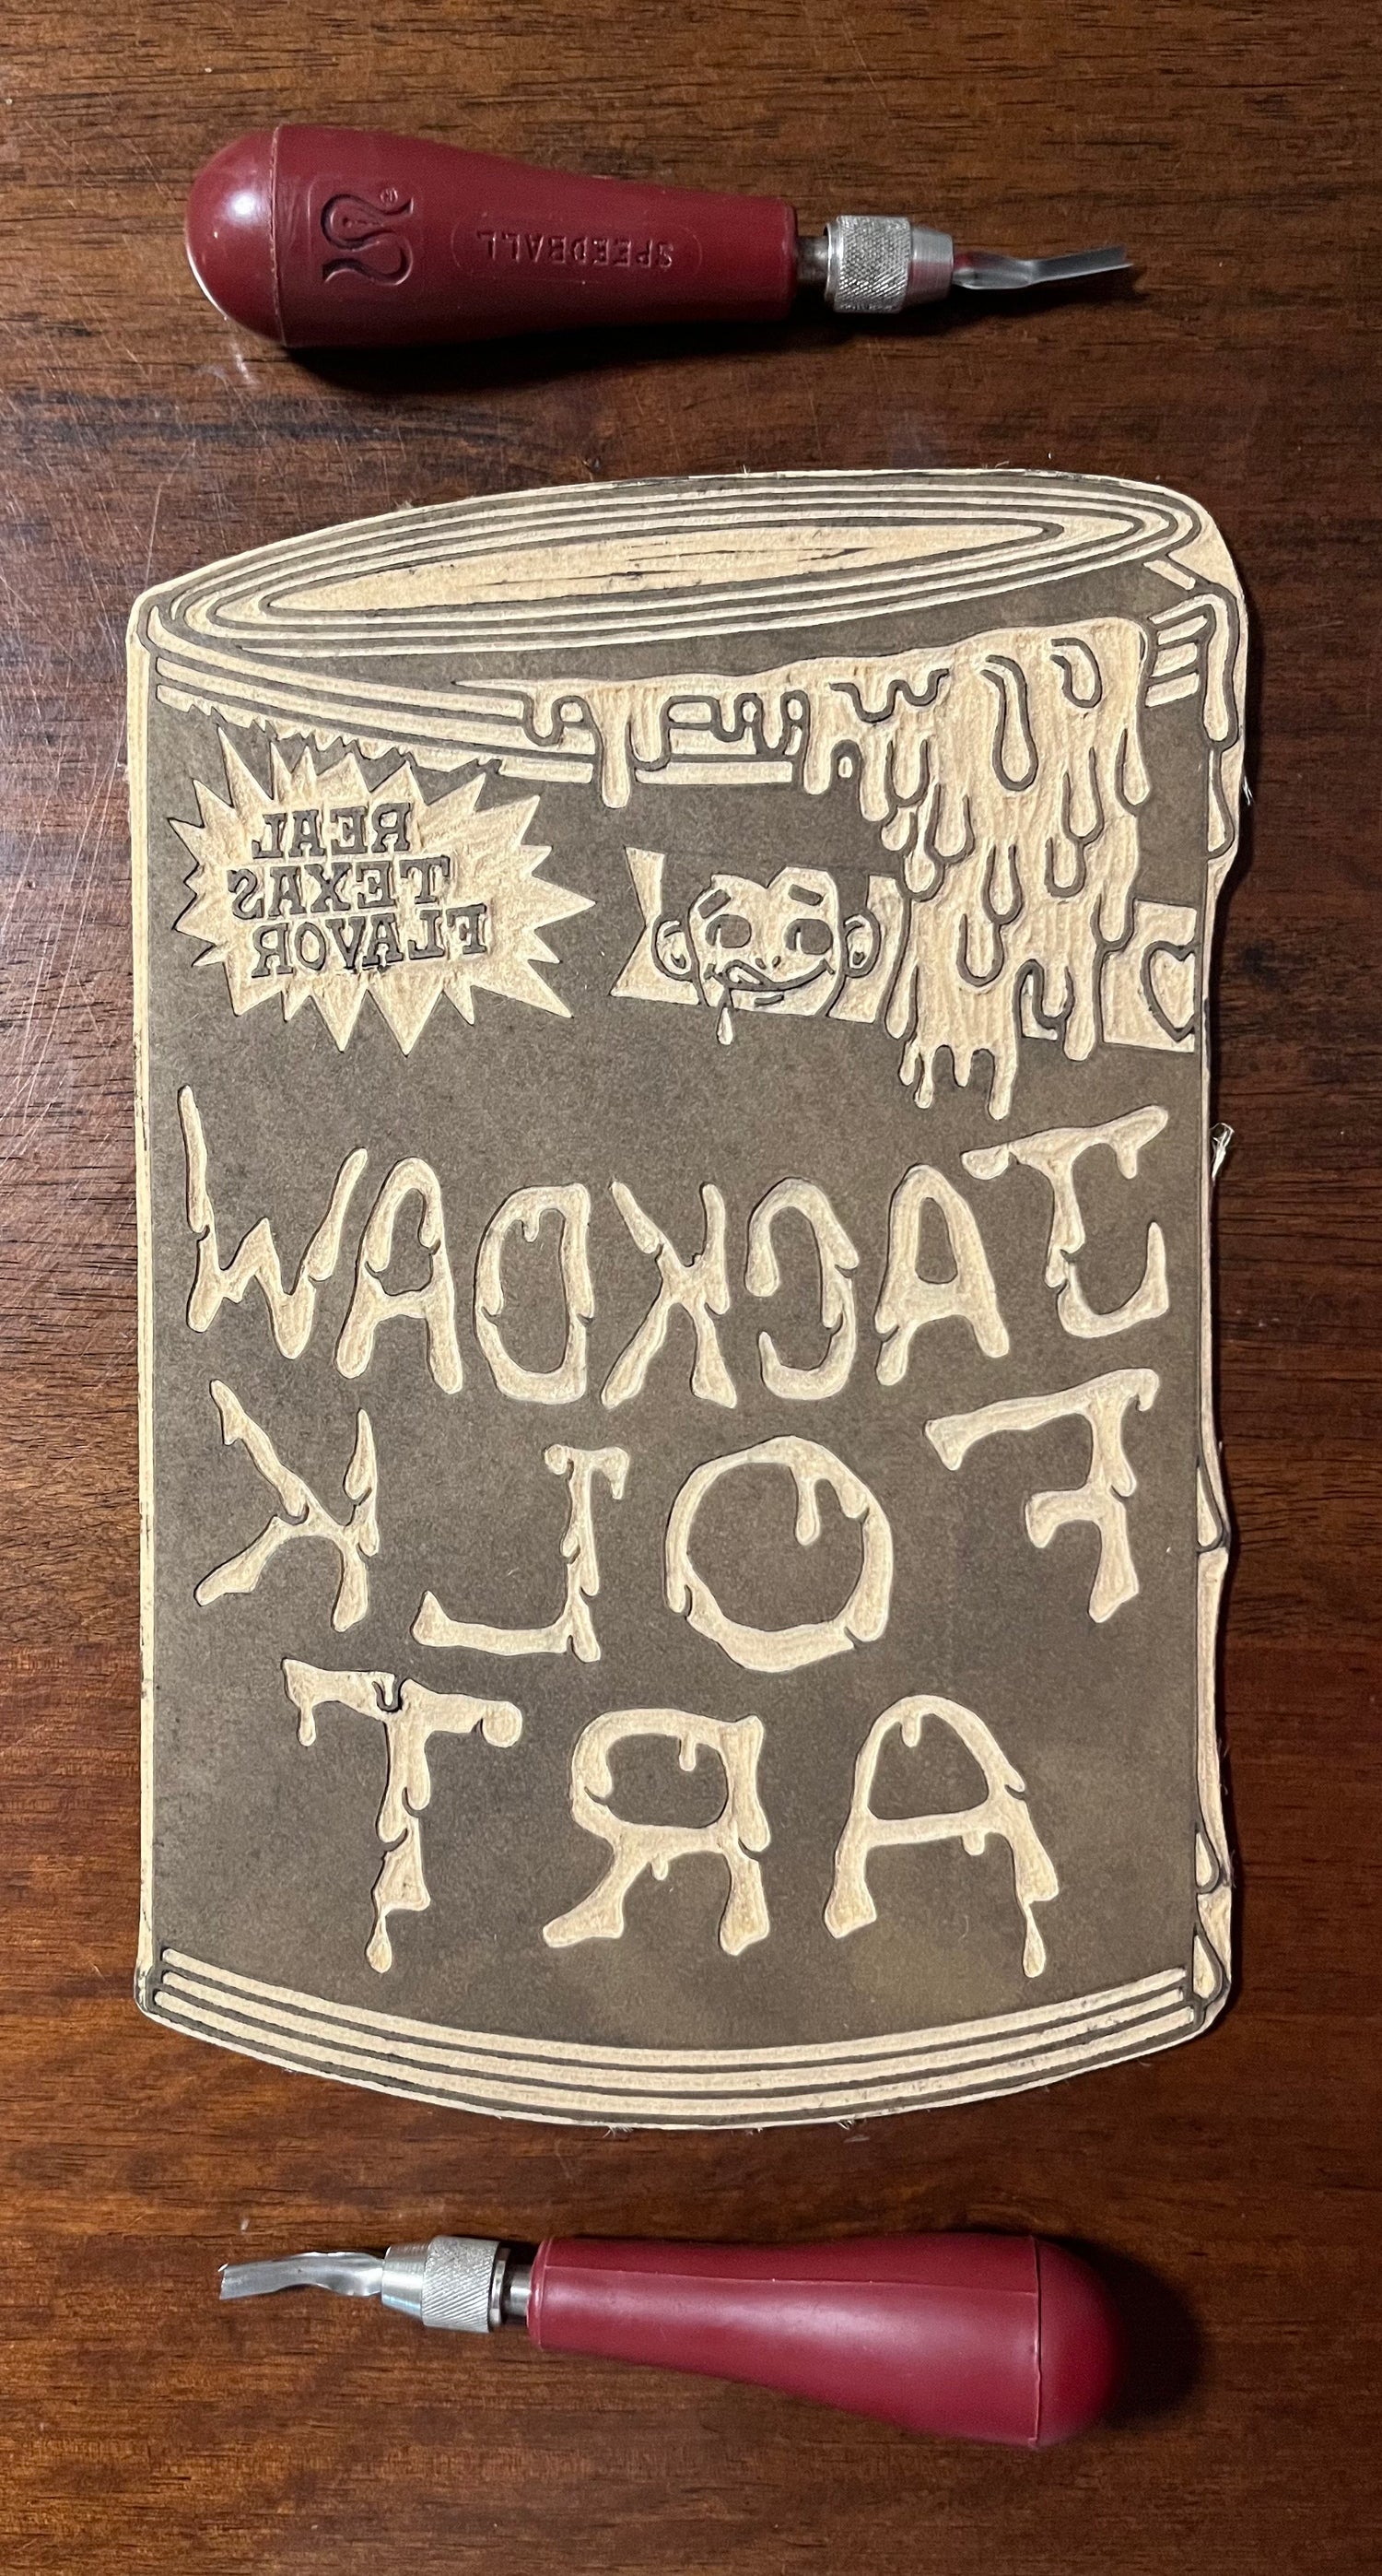 SPEEDBALL
REAL
TEXAS
FLAVOR
JACKDAW
FOLK
ART